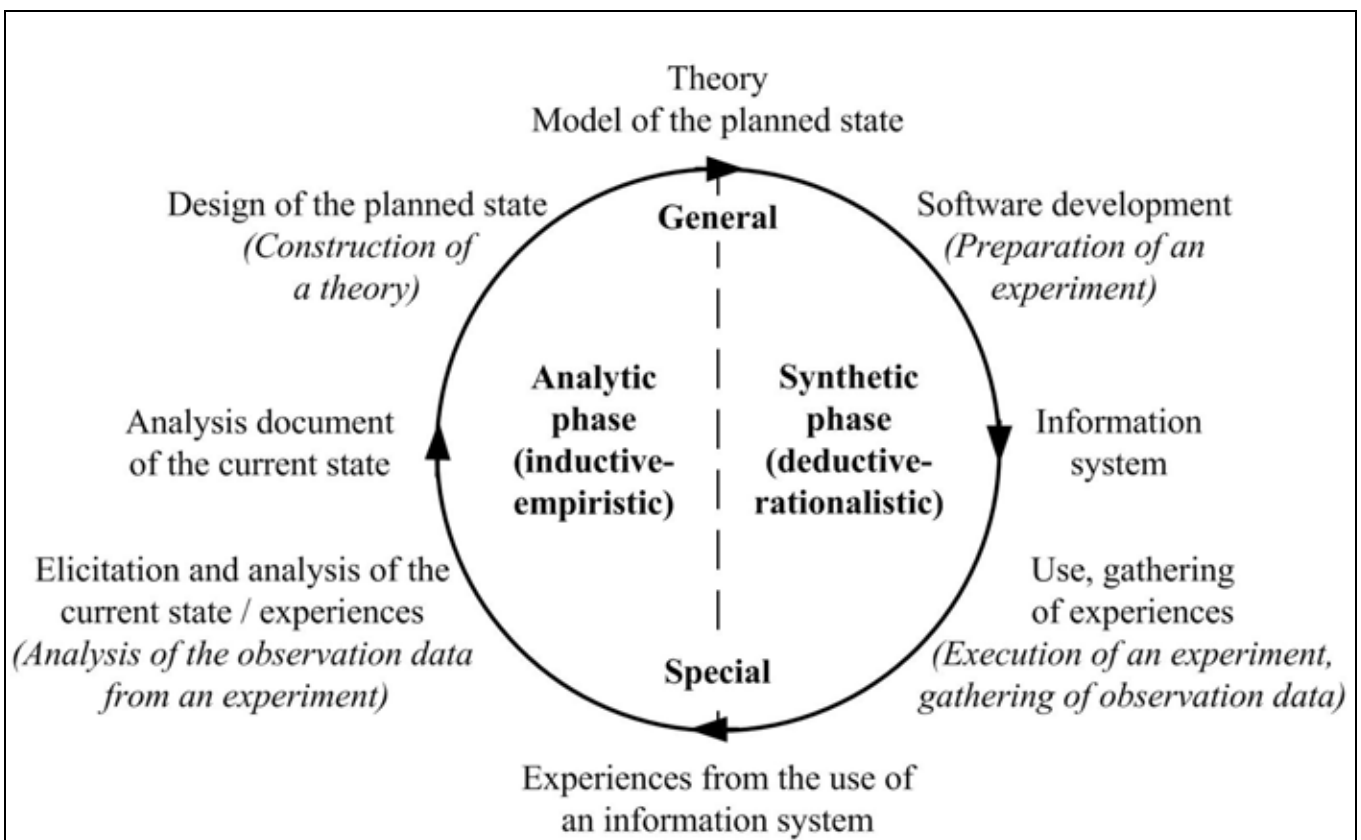 Theory
Model of the planned state
Design of the planned state
(Construction of
a theory)
General
Software development
(Preparation of an
experiment)
Analytic
phase
(inductive-
empiristic)
Synthetic
phase
(deductive-
rationalistic)
Analysis document
of the current state
Information
system
Elicitation and analysis of the
current state / experiences
(Analysis of the observation data
from an experiment)
Special
Use, gathering
of experiences
(Execution of an experiment,
gathering of observation data)
Experiences from the use of
an information system